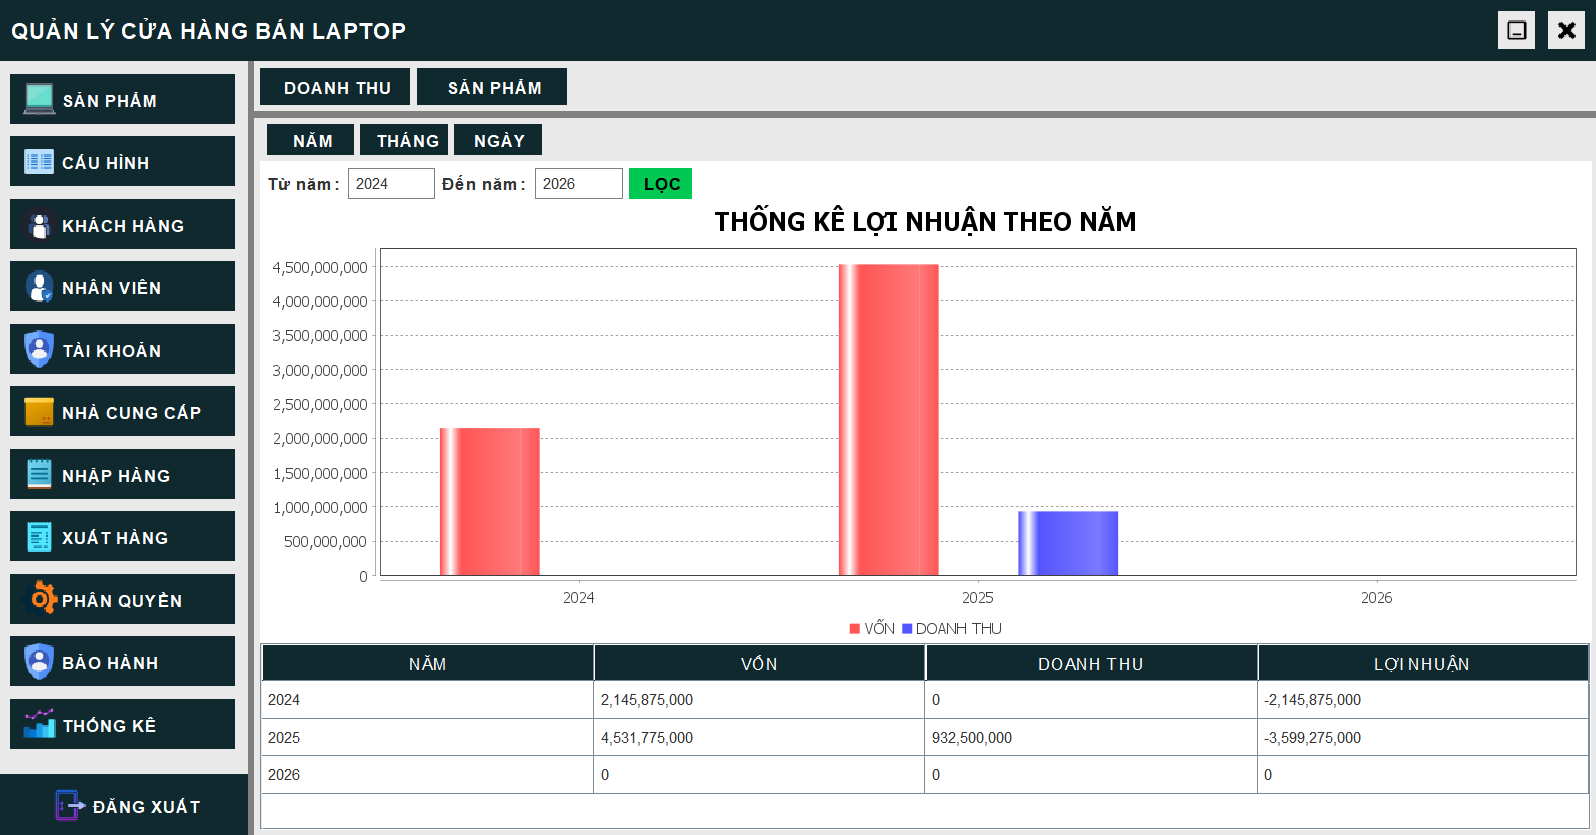 QUẢN LÝ CỬA HÀNG BÁN LAPTOP
SẢN PHẨM
CẤU HÌNH
KHÁCH HÀNG
NHÂN VIÊN
TÀI KHOẢN
NHÀ CUNG CẤP
NHẬP HÀNG
XUẤT HÀNG
PHÂN QUYỀN
BẢO HÀNH
THỐNG KÊ
ĐĂNG XUẤT
DOANH THU SẢN PHẨM
NĂM THÁNG NGÀY
Từ năm: 2024 Đến năm: 2026 LỌC
THỐNG KÊ LỢI NHUẬN THEO NĂM
4,500,000,000
4,000,000,000
3,500,000,000
3,000,000,000
2,500,000,000
2,000,000,000
1,500,000,000
1,000,000,000
500,000,000
0
2024 2025 2026
VỐN DOANH THU
NĂM VỐN DOANH THU LỢI NHUẬN
2024 2,145,875,000 0 -2,145,875,000
2025 4,531,775,000 932,500,000 -3,599,275,000
2026 0 0 0